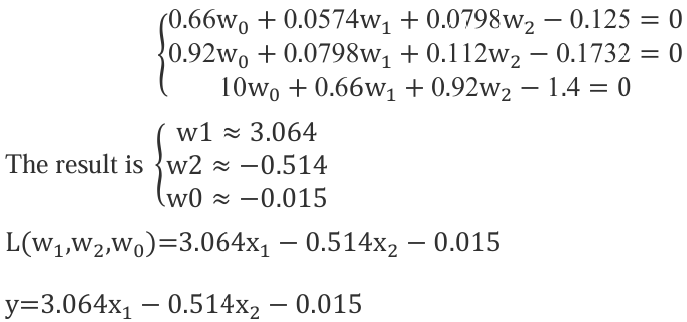 0.66w₀ + 0.0574w₁ + 0.0798w₂ − 0.125 = 0
0.92w₀ + 0.0798w₁ + 0.112w₂ − 0.1732 = 0
10w₀ + 0.66w₁ + 0.92w₂ − 1.4 = 0
w1 ≈ 3.064
The result is w2 ≈ −0.514
w0 ≈ −0.015
L(w₁,w₂,w₀)=3.064x₁ − 0.514x₂ − 0.015
y=3.064x₁ − 0.514x₂ − 0.015